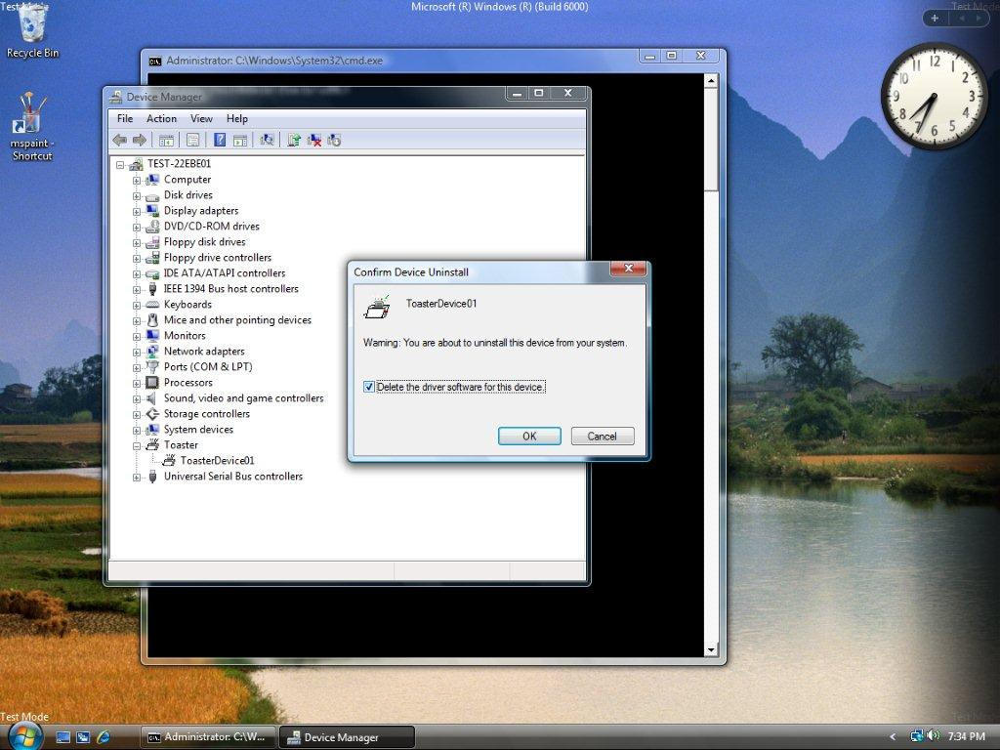 Test Mode
Microsoft (R) Windows (R) (Build 6000)
Test Mode
Recycle Bin
mspaint -
Shortcut
12
1
2
3
4
5
6
7
8
9
10
11
Administrator: C:\Windows\System32\cmd.exe
Device Manager
File Action View Help
TEST-22EBE01
Computer
Disk drives
Display adapters
DVD/CD-ROM drives
Floppy disk drives
Floppy drive controllers
IDE ATA/ATAPI controllers
IEEE 1394 Bus host controllers
Keyboards
Mice and other pointing devices
Monitors
Network adapters
Ports (COM & LPT)
Processors
Sound, video and game controllers
Storage controllers
System devices
Toaster
ToasterDevice01
Universal Serial Bus controllers
Confirm Device Uninstall
ToasterDevice01
Warning: You are about to uninstall this device from your system.
Delete the driver software for this device.
OK Cancel
Test Mode
Test Mode
Administrator: C:\W...
Device Manager
7:34 PM